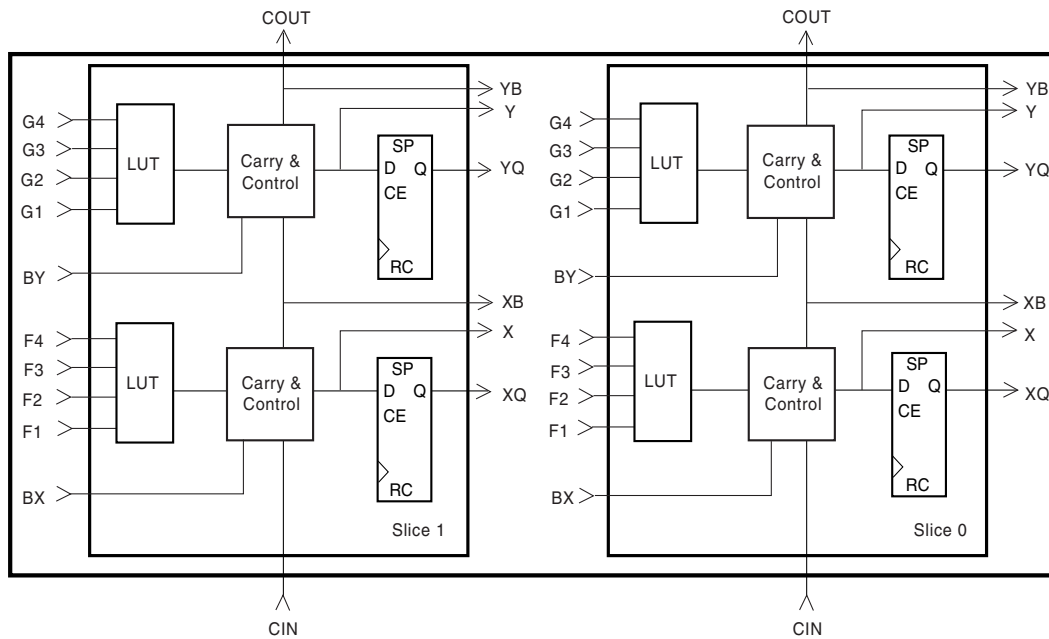 COUT
YB
Y
G4
G3
G2
G1
LUT
Carry &
Control
SP
D Q
CE
RC
YQ
BY
XB
X
F4
F3
F2
F1
LUT
Carry &
Control
SP
D Q
CE
RC
XQ
BX
Slice 1
CIN
COUT
YB
Y
G4
G3
G2
G1
LUT
Carry &
Control
SP
D Q
CE
RC
YQ
BY
XB
X
F4
F3
F2
F1
LUT
Carry &
Control
SP
D Q
CE
RC
XQ
BX
Slice 0
CIN